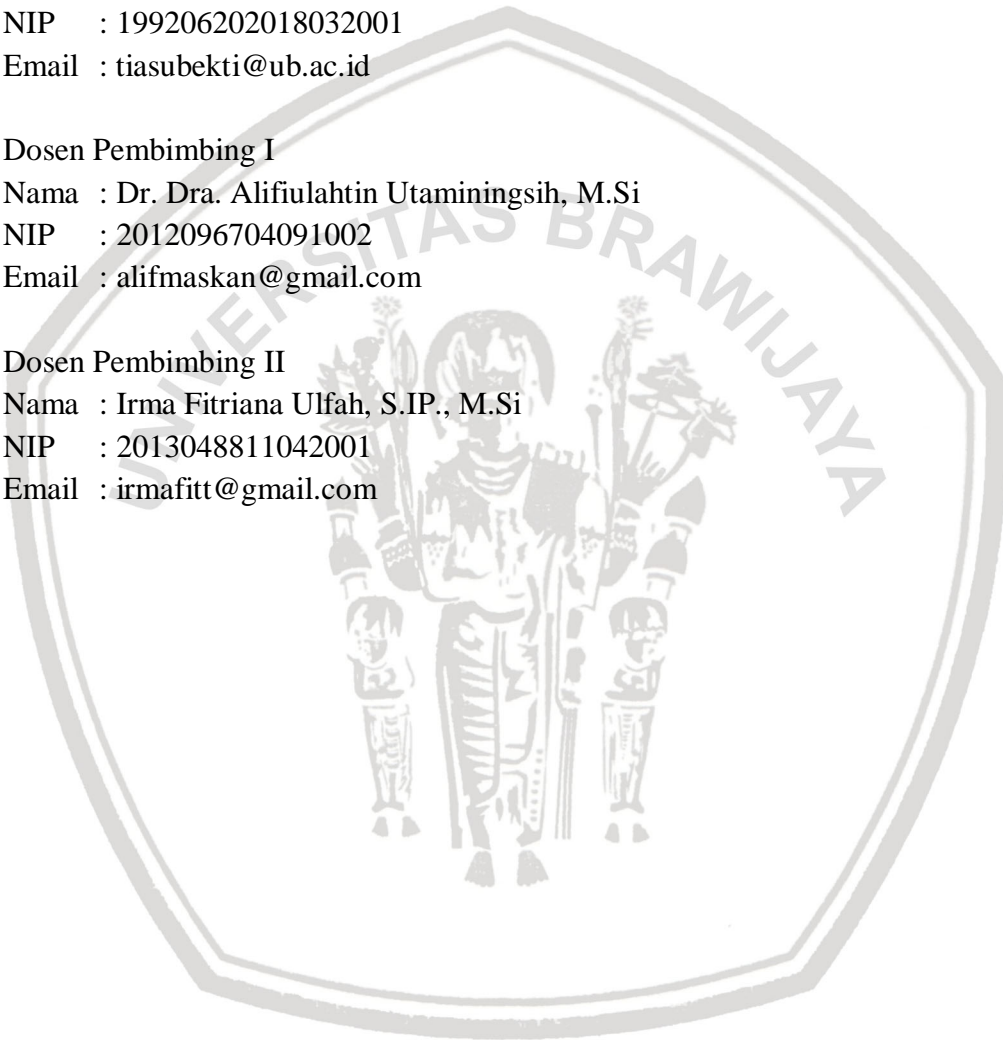 NIP : 199206202018032001
Email : tiasubekti@ub.ac.id
Dosen Pembimbing I
Nama : Dr. Dra. Alifiulahtin Utaminingsih, M.Si
NIP : 2012096704091002
Email : alifmaskan@gmail.com
Dosen Pembimbing II
Nama : Irma Fitriana Ulfah, S.IP., M.Si
NIP : 2013048811042001
Email : irmafitt@gmail.com
UNIVERSITAS BRAWIJAYA